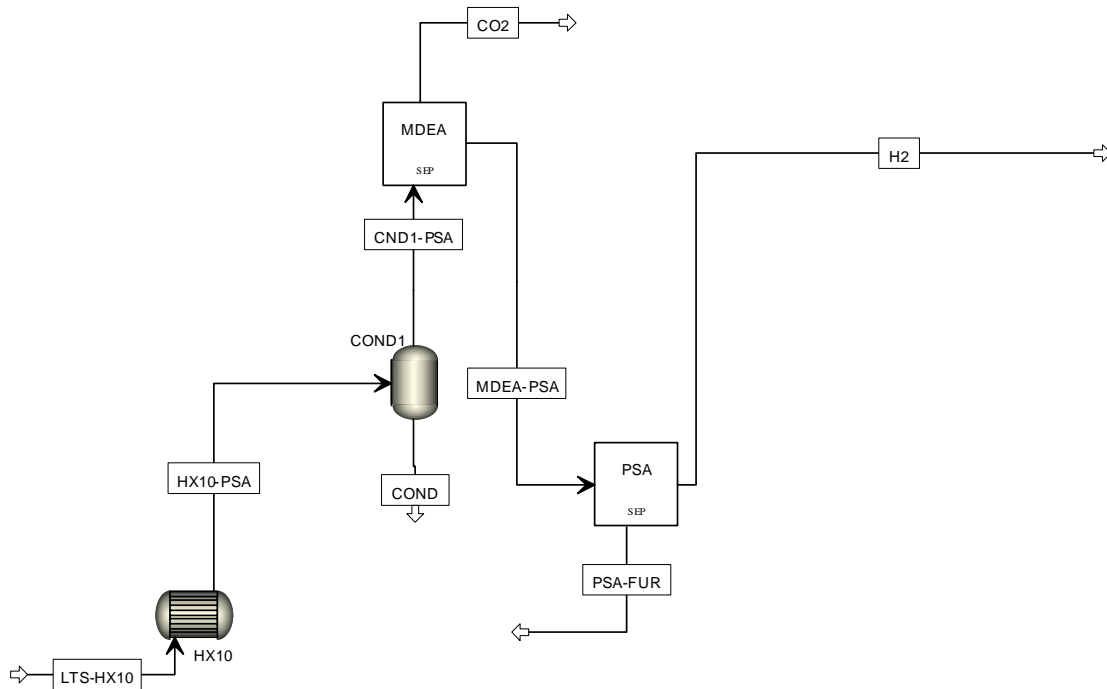 CO2
MDEA
SEP
H2
CND1-PSA
COND1
MDEA-PSA
HX10-PSA
COND
PSA
SEP
PSA-FUR
HX10
LTS-HX10